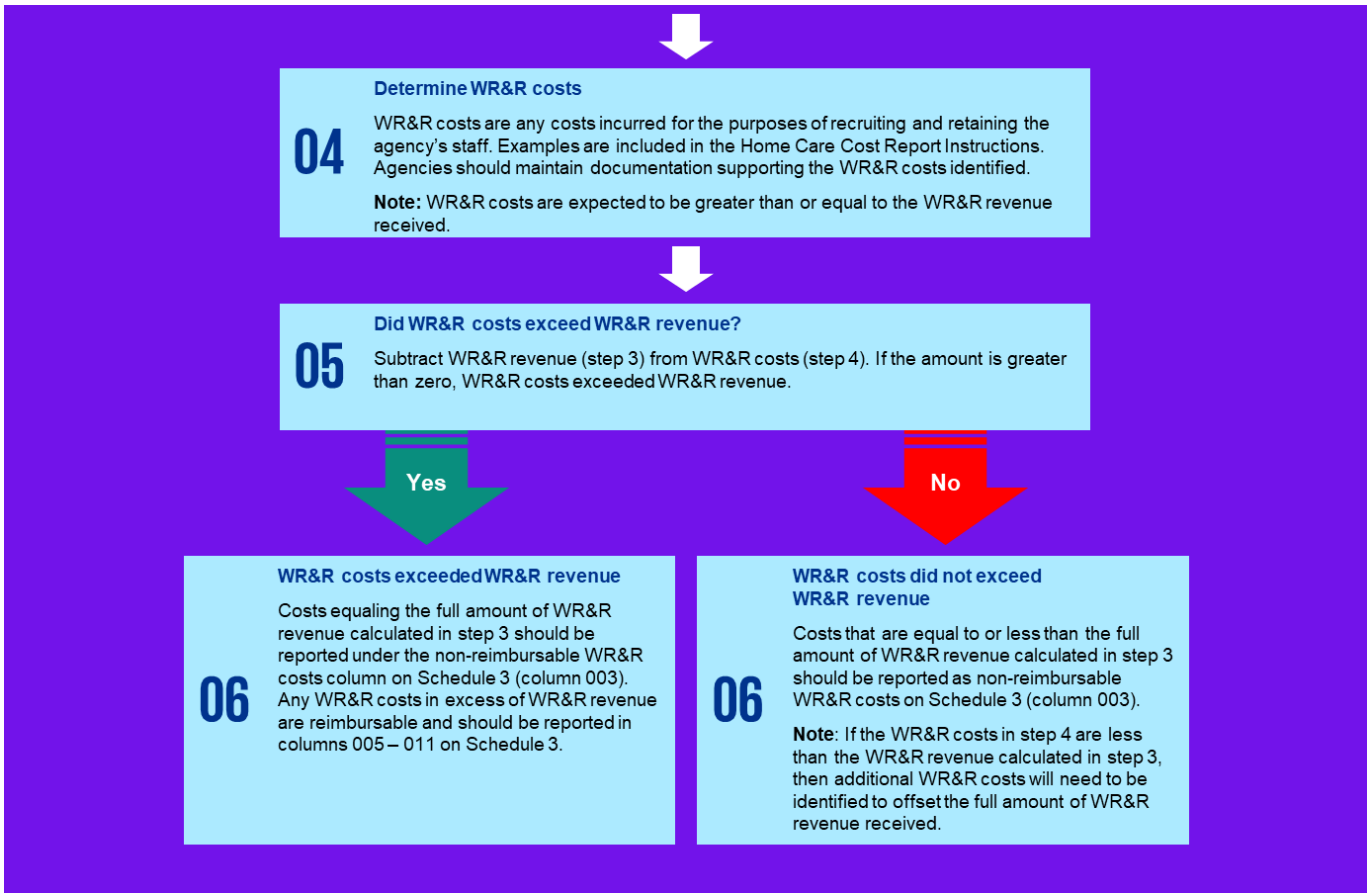 04
Determine WR&R costs
WR&R costs are any costs incurred for the purposes of recruiting and retaining the
agency's staff. Examples are included in the Home Care Cost Report Instructions.
Agencies should maintain documentation supporting the WR&R costs identified.
Note: WR&R costs are expected to be greater than or equal to the WR&R revenue
received.
05
Did WR&R costs exceed WR&R revenue?
Subtract WR&R revenue (step 3) from WR&R costs (step 4). If the amount is greater
than zero, WR&R costs exceeded WR&R revenue.
Yes
No
06
WR&R costs exceeded WR&R revenue
Costs equaling the full amount of WR&R
revenue calculated in step 3 should be
reported under the non-reimbursable WR&R
costs column on Schedule 3 (column 003).
Any WR&R costs in excess of WR&R revenue
are reimbursable and should be reported in
columns 005 – 011 on Schedule 3.
06
WR&R costs did not exceed
WR&R revenue
Costs that are equal to or less than the full
amount of WR&R revenue calculated in step 3
should be reported as non-reimbursable
WR&R costs on Schedule 3 (column 003).
Note: If the WR&R costs in step 4 are less
than the WR&R revenue calculated in step 3,
then additional WR&R costs will need to be
identified to offset the full amount of WR&R
revenue received.